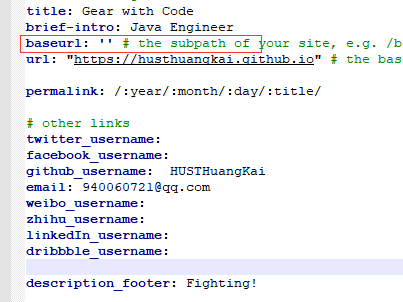 title: Gear with Code
brief-intro: Java Engineer
baseurl: '' # the subpath of your site, e.g. /b
url: "https://husthuangkai.github.io" # the bas
permalink: /:year/:month/:day/:title/
# other links
twitter_username:
facebook_username:
github_username:  HUSTHuangKai
email: 940060721@qq.com
weibo_username:
zhihu_username:
linkedIn_username:
dribbble_username:
description_footer: Fighting!